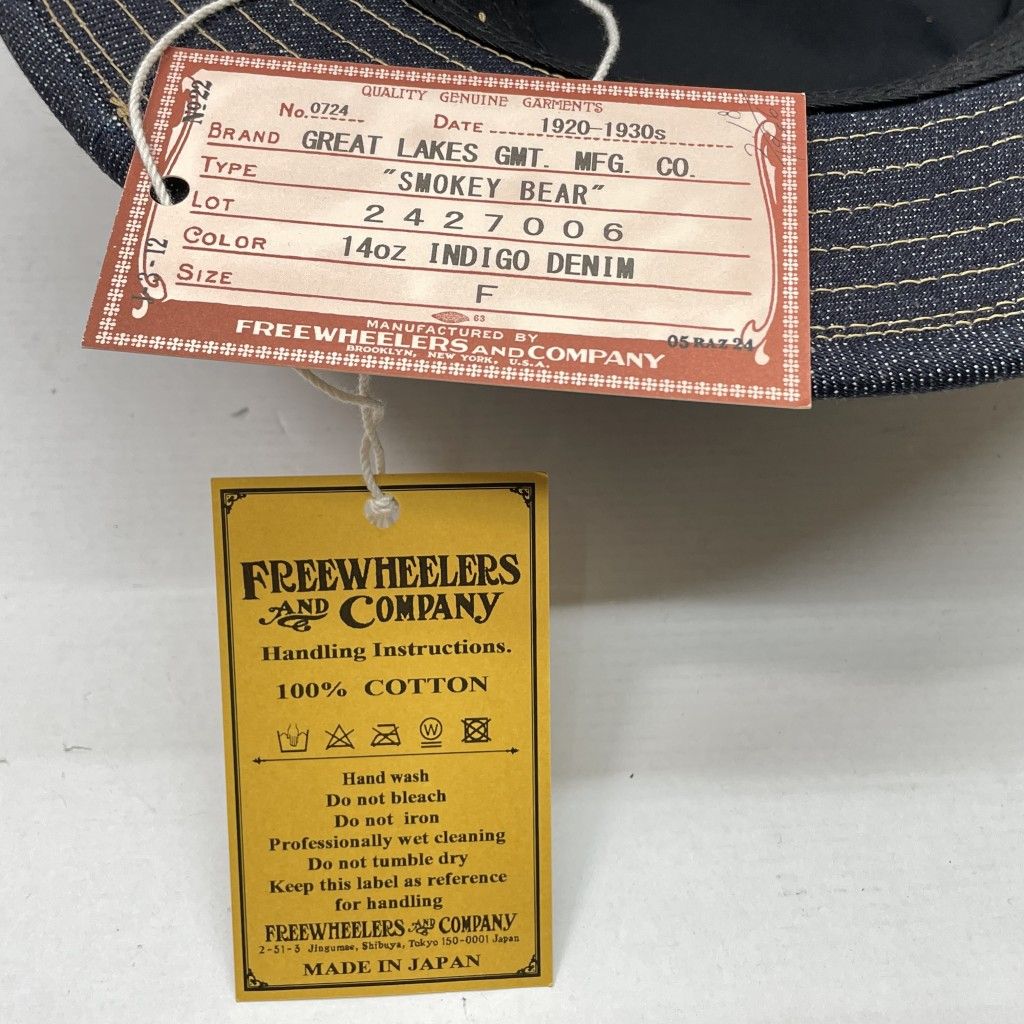 QUALITY GENUINE GARMENTS
No. 0724 DATE 1920-1930s
BRAND GREAT LAKES GMT. MFG. CO.
TYPE "SMOKEY BEAR"
LOT 2427006
COLOR 14oz INDIGO DENIM
SIZE F
63
MANUFACTURED BY
FREEWHEELERS AND COMPANY
BROOKLYN, NEW YORK, U.S.A.
No 22
05 RAZ 24
FREEWHEELERS
AND COMPANY
Handling Instructions.
100% COTTON
W
Hand wash
Do not bleach
Do not iron
Professionally wet cleaning
Do not tumble dry
Keep this label as reference
for handling
FREEWHEELERS AND COMPANY
2-51-3 Jingumae, Shibuya, Tokyo 150-0001 Japan
MADE IN JAPAN